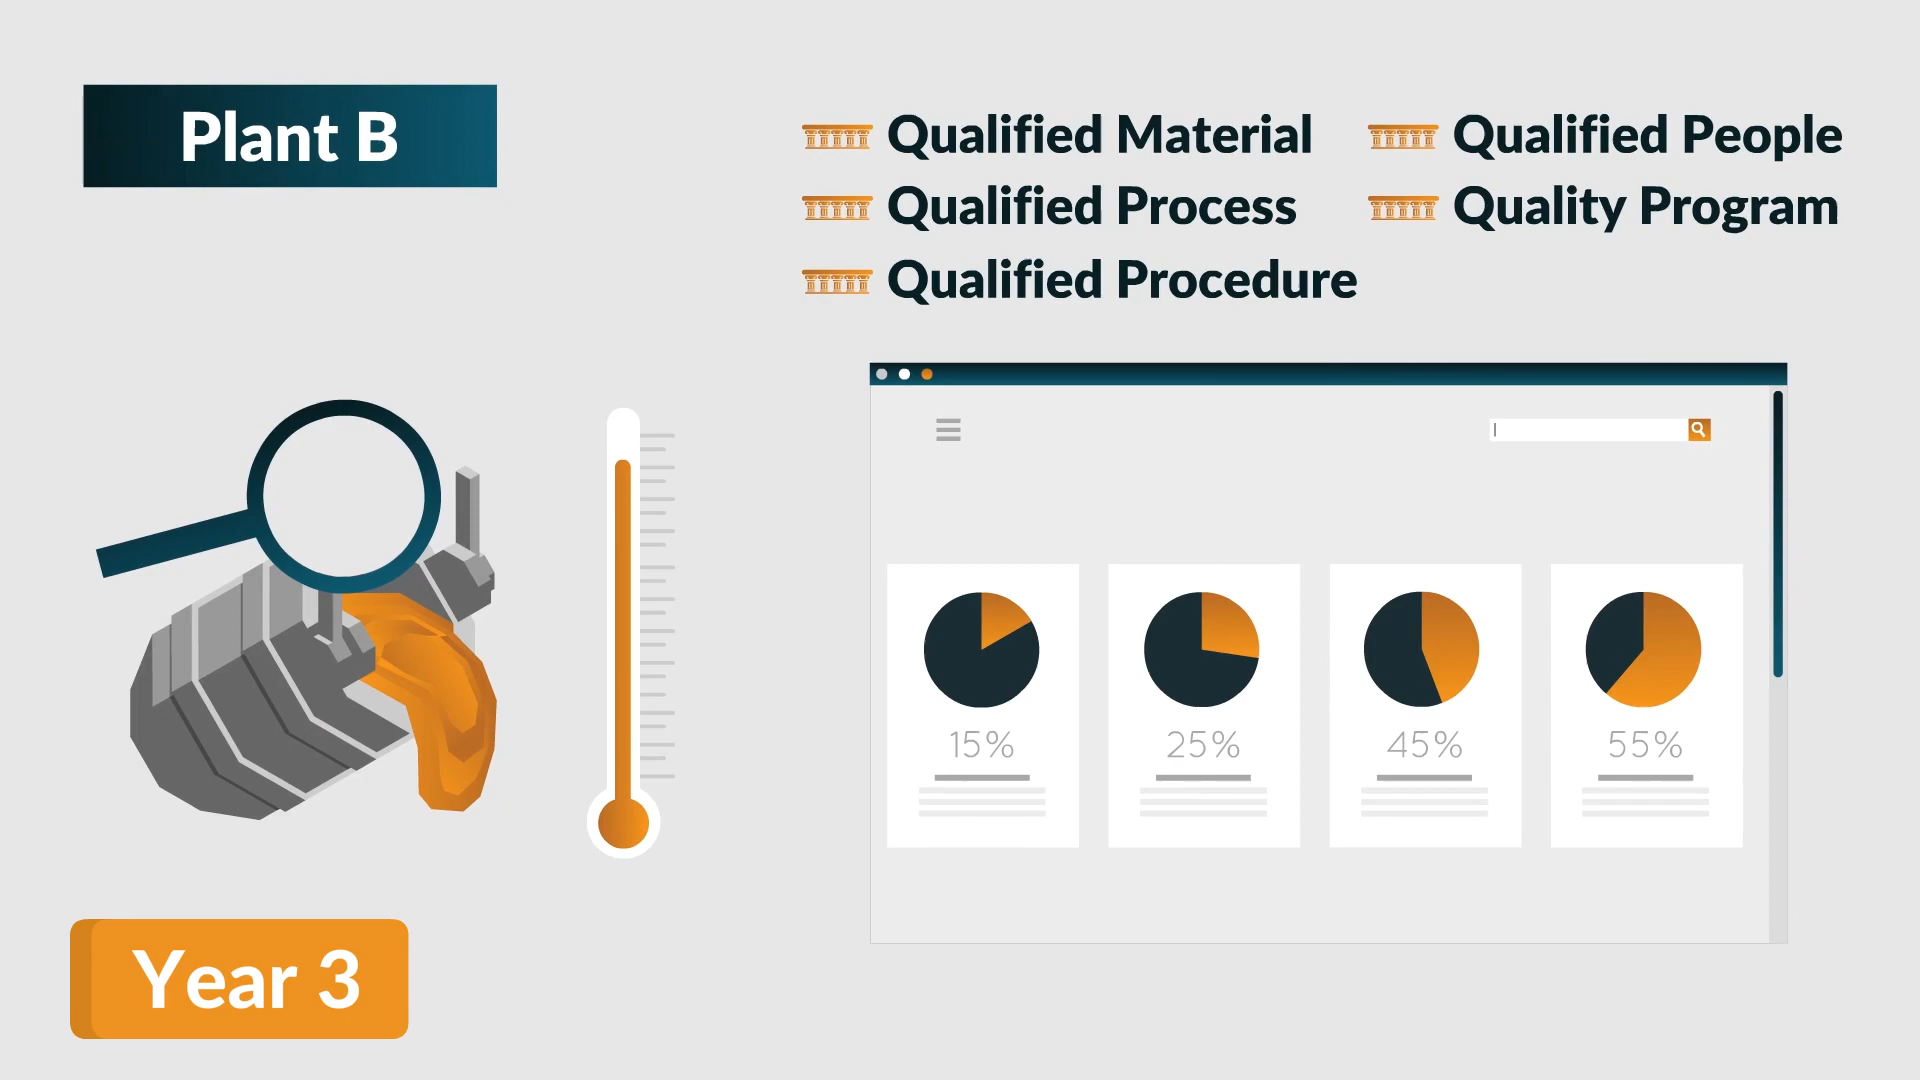 Plant B
Qualified Material
Qualified People
Qualified Process
Quality Program
Qualified Procedure
15%
25%
45%
55%
Year 3